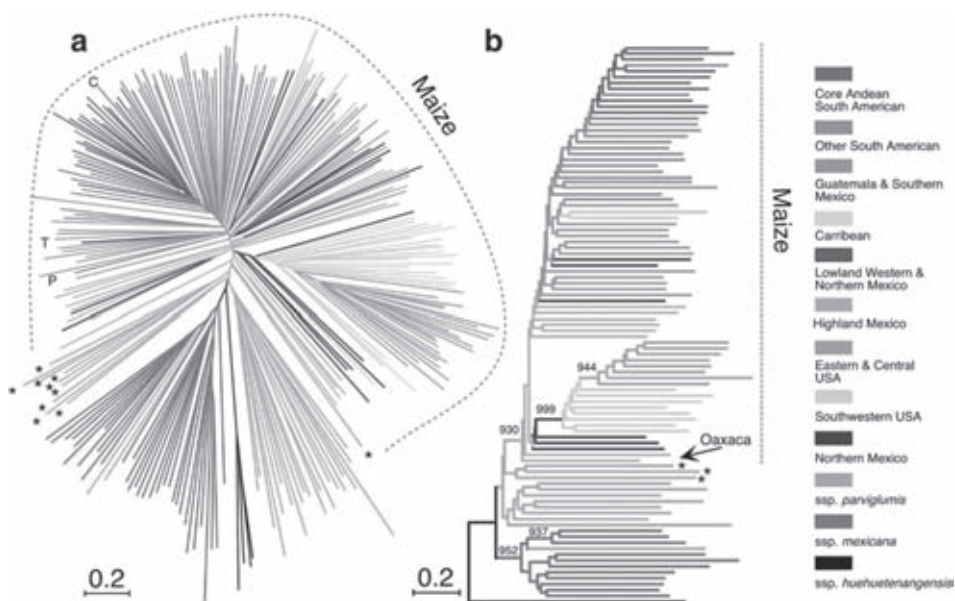 a
C
T
P
Maize
0.2
b
944
999
930
Oaxaca
937
952
0.2
Maize
Core Andean
South American
Other South American
Guatemala & Southern
Mexico
Carribean
Lowland Western &
Northern Mexico
Highland Mexico
Eastern & Central
USA
Southwestern USA
Northern Mexico
ssp. parviglumis
ssp. mexicana
ssp. huehuetenangensis